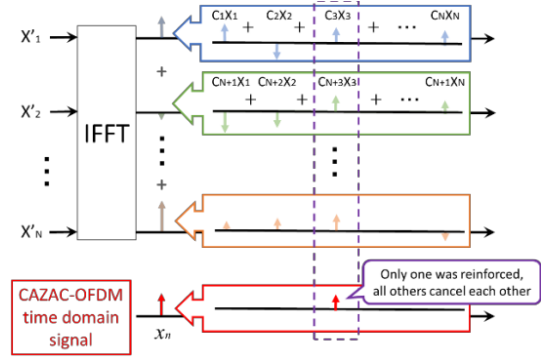 C1X1 + C2X2 + C3X3 + ... CNXN
X'1
+
CN+1X1 CN+2X2 CN+3X3 CN+1XN
+ + + ...
X'2
IFFT
⋮ ⋮ ⋮
+
X'N
Only one was reinforced,
all others cancel each other
CAZAC-OFDM
time domain
signal
xn